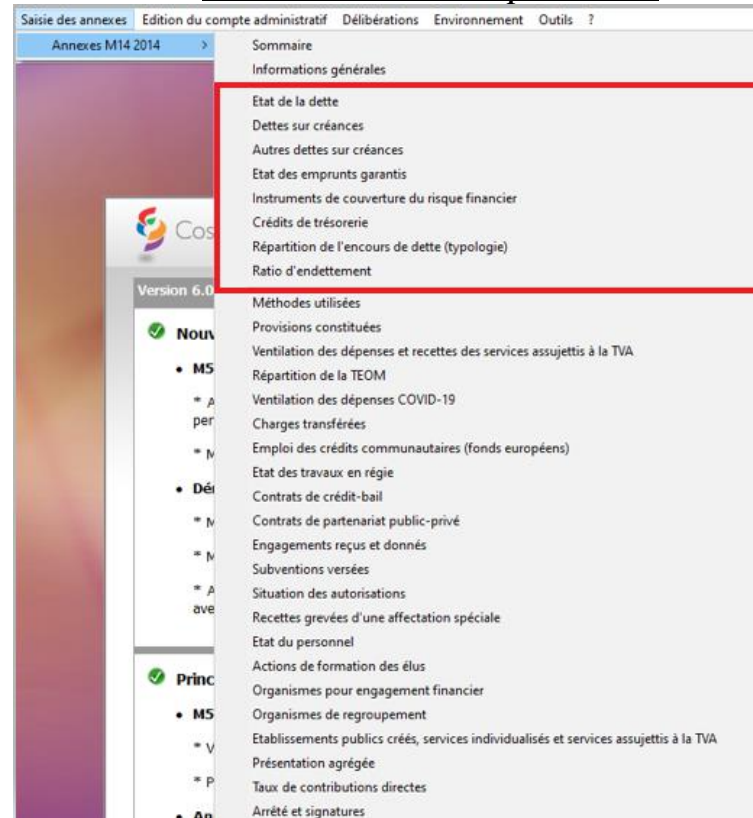 Saisie des annexes Edition du compte administratif Délibérations Environnement Outils ?
Annexes M14 2014 >
Sommaire
Informations générales
Etat de la dette
Dettes sur créances
Autres dettes sur créances
Etat des emprunts garantis
Instruments de couverture du risque financier
Crédits de trésorerie
Répartition de l'encours de dette (typologie)
Ratio d'endettement
Méthodes utilisées
Provisions constituées
Ventilation des dépenses et recettes des services assujettis à la TVA
Répartition de la TEOM
Ventilation des dépenses COVID-19
Charges transférées
Emploi des crédits communautaires (fonds européens)
Etat des travaux en régie
Contrats de crédit-bail
Contrats de partenariat public-privé
Engagements reçus et donnés
Subventions versées
Situation des autorisations
Recettes grevées d'une affectation spéciale
Etat du personnel
Actions de formation des élus
Organismes pour engagement financier
Organismes de regroupement
Etablissements publics créés, services individualisés et services assujettis à la TVA
Présentation agrégée
Taux de contributions directes
Arrêté et signatures
Cos
Version 6.0
Nouv
• M5
* A
per
* M
• Dér
* M
* M
* A
ave
Princ
• M5
* V
* P